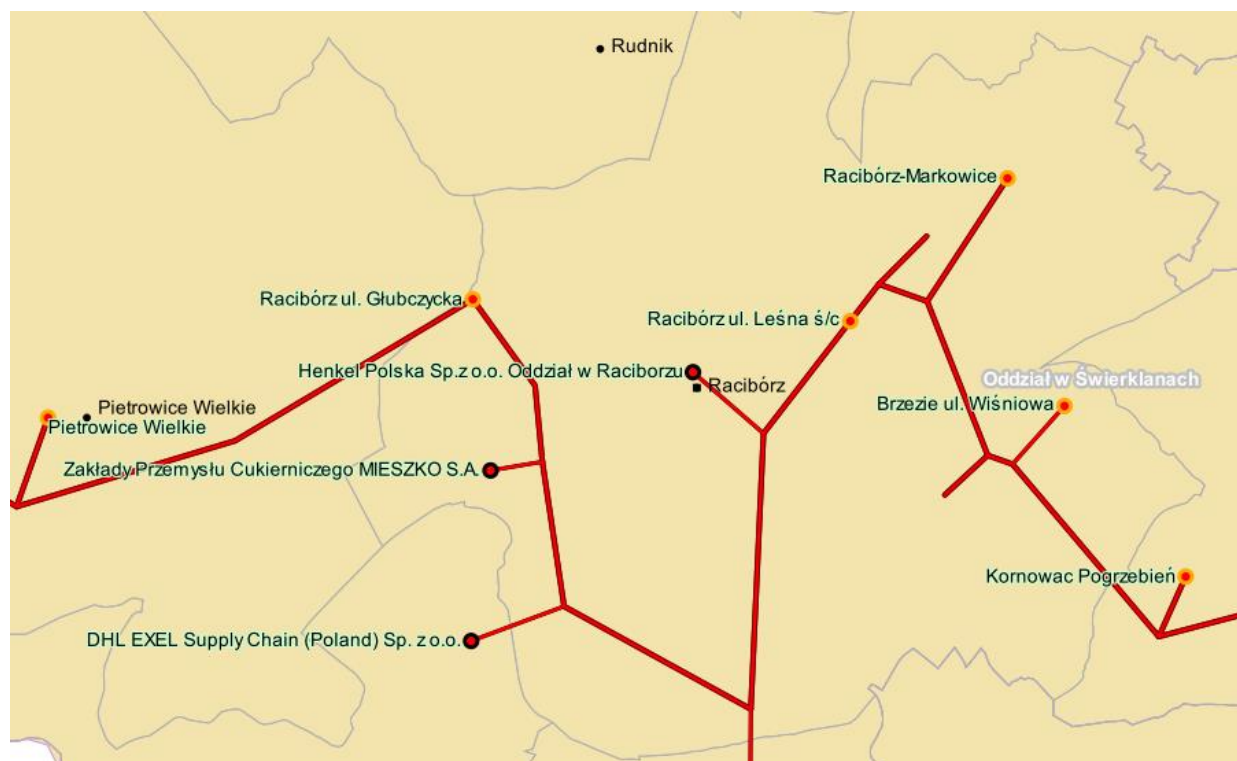 Rudnik
Racibórz-Markowice
Racibórz ul. Głubczycka
Racibórz ul. Leśna ś/c
Henkel Polska Sp.z o.o. Oddział w Raciborzu
Racibórz
Oddział w Świerklanach
Pietrowice Wielkie
Brzezie ul. Wiśniowa
Pietrowice Wielkie
Zakłady Przemysłu Cukierniczego MIESZKO S.A.
Kornowac Pogrzebień
DHL EXEL Supply Chain (Poland) Sp. z o.o.